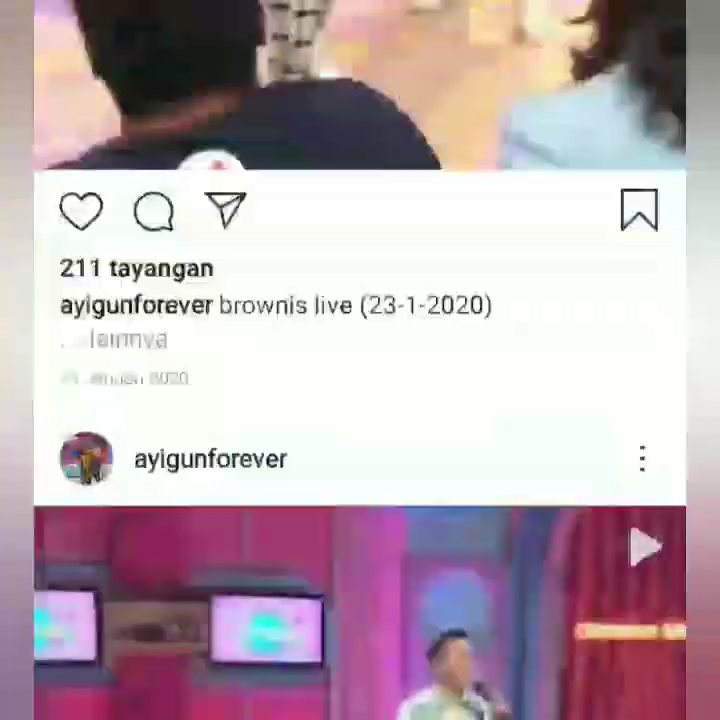 211 tayangan
ayigunforever brownis live (23-1-2020)
... lainnya
ayigunforever